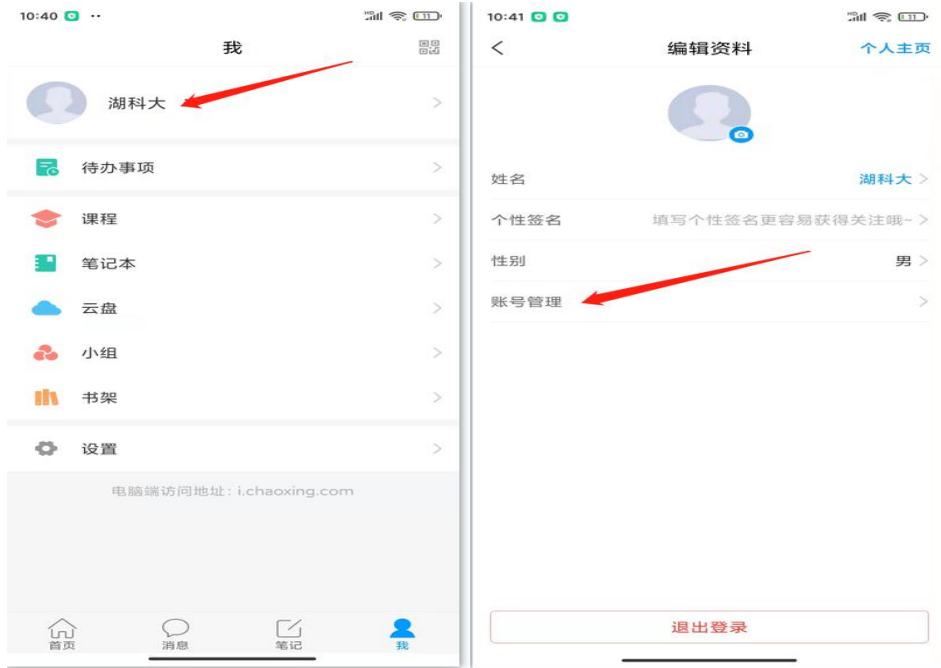 10:40
HD
11
我
湖科大
待办事项
课程
笔记本
云盘
小组
书架
设置
电脑端访问地址：i.chaoxing.com
首页
消息
笔记
我
10:41
HD
11
编辑资料
个人主页
姓名
湖科大
个性签名
填写个性签名更容易获得关注哦~
性别
男
账号管理
退出登录